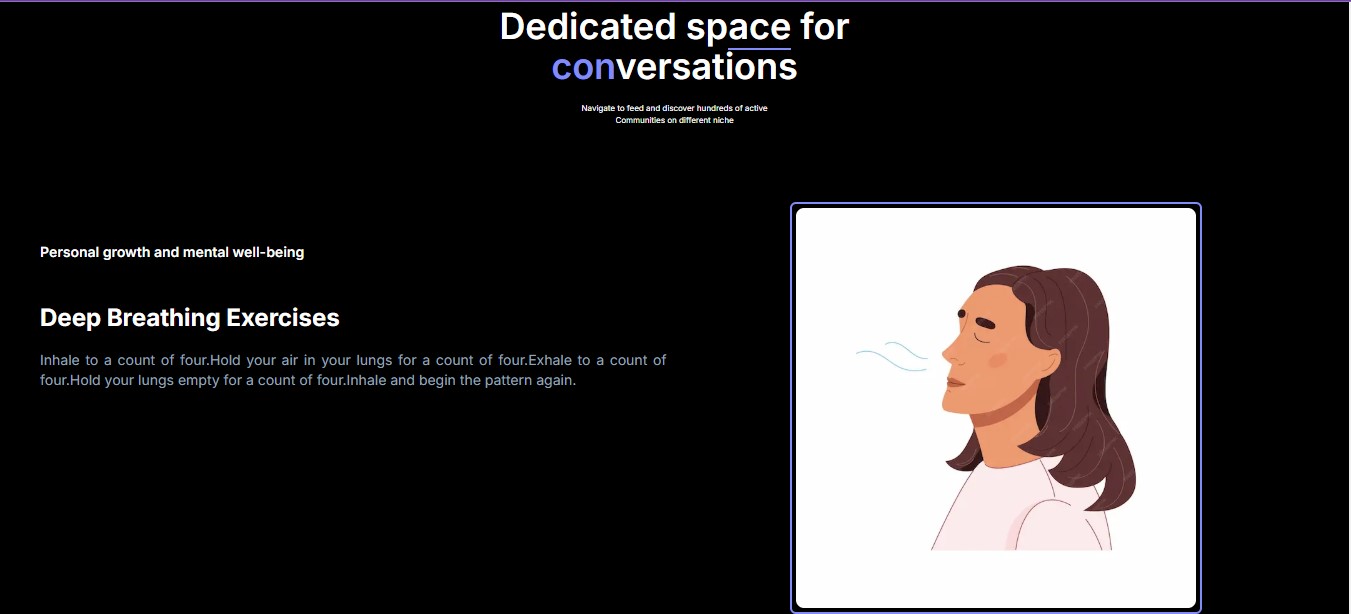 Dedicated space for
conversations
Navigate to feed and discover hundreds of active
Communities on different niche
Personal growth and mental well-being
Deep Breathing Exercises
Inhale to a count of four.Hold your air in your lungs for a count of four.Exhale to a count of
four.Hold your lungs empty for a count of four.Inhale and begin the pattern again.